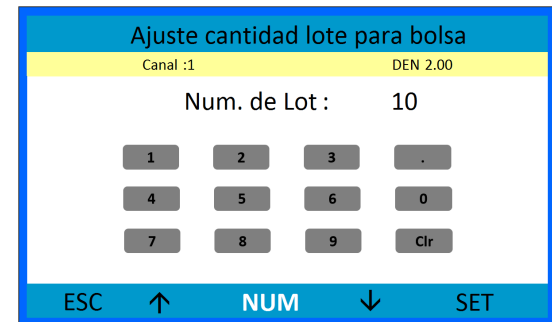 Ajuste cantidad lote para bolsa
Canal :1 DEN 2.00
Num. de Lot : 10
1 2 3 .
4 5 6 0
7 8 9 Clr
ESC ↑ NUM ↓ SET